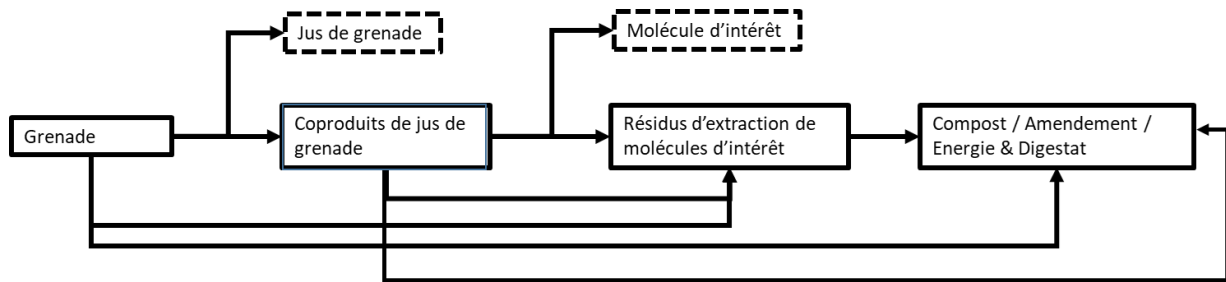 Jus de grenade
Molécule d'intérêt
Grenade
Coproduits de jus de
grenade
Résidus d'extraction de
molécules d'intérêt
Compost / Amendement /
Energie & Digestat